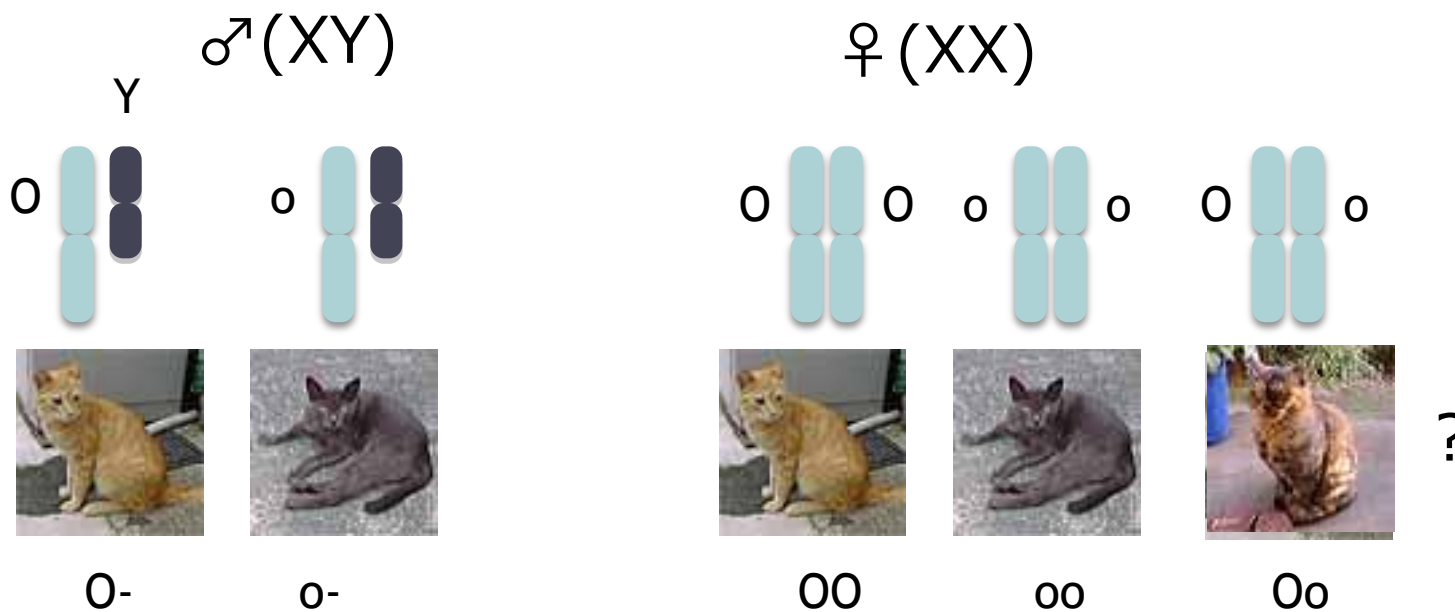 ♂(XY) ♀(XX)
Y
O o O O o o O o
?
O- o- OO oo Oo